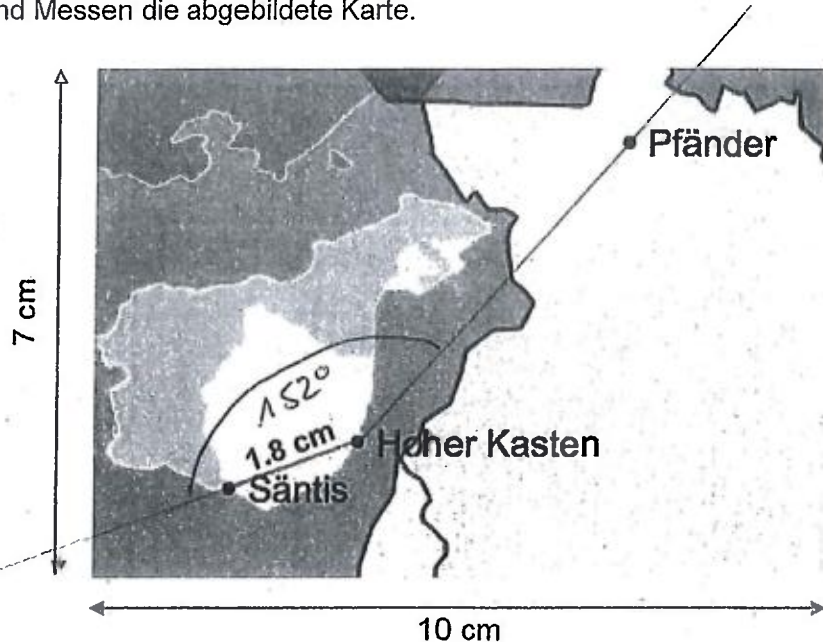 nd Messen die abgebildete Karte.
Pfänder
7 cm
152°
1.8 cm
Hoher Kasten
Säntis
10 cm